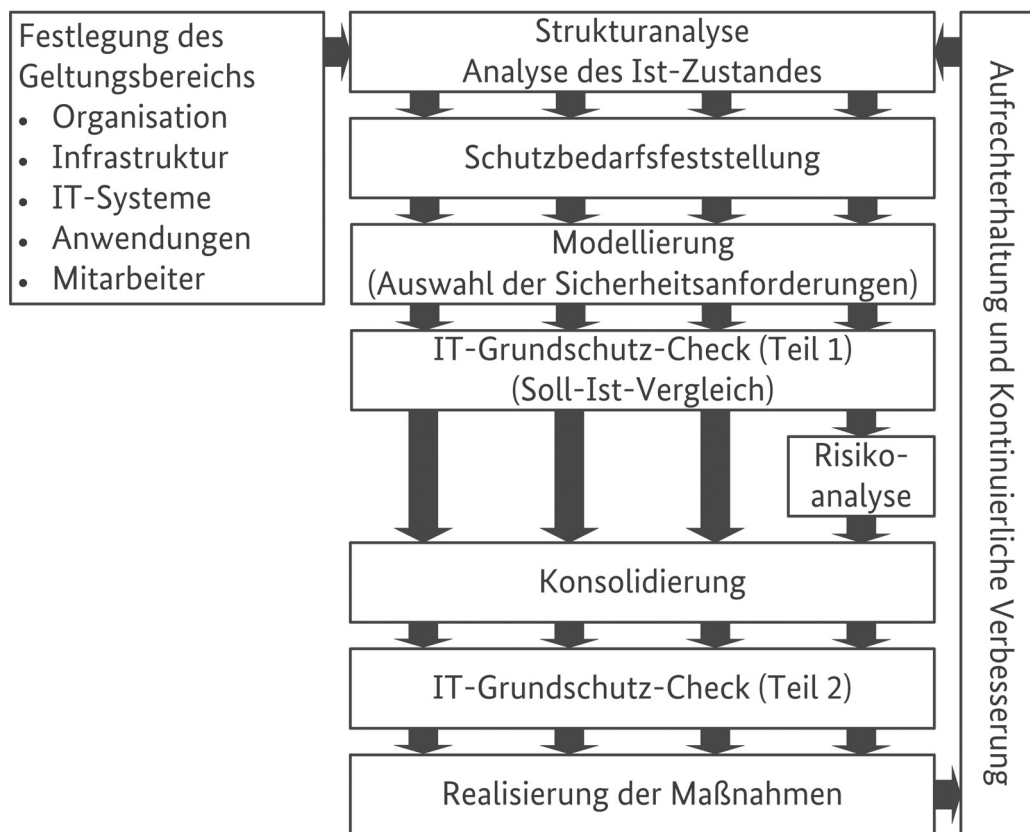 Festlegung des
Geltungsbereichs
• Organisation
• Infrastruktur
• IT-Systeme
• Anwendungen
• Mitarbeiter
Strukturanalyse
Analyse des Ist-Zustandes
Schutzbedarfsfeststellung
Modellierung
(Auswahl der Sicherheitsanforderungen)
IT-Grundschutz-Check (Teil 1)
(Soll-Ist-Vergleich)
Risiko-
analyse
Konsolidierung
IT-Grundschutz-Check (Teil 2)
Realisierung der Maßnahmen
Aufrechterhaltung und Kontinuierliche Verbesserung